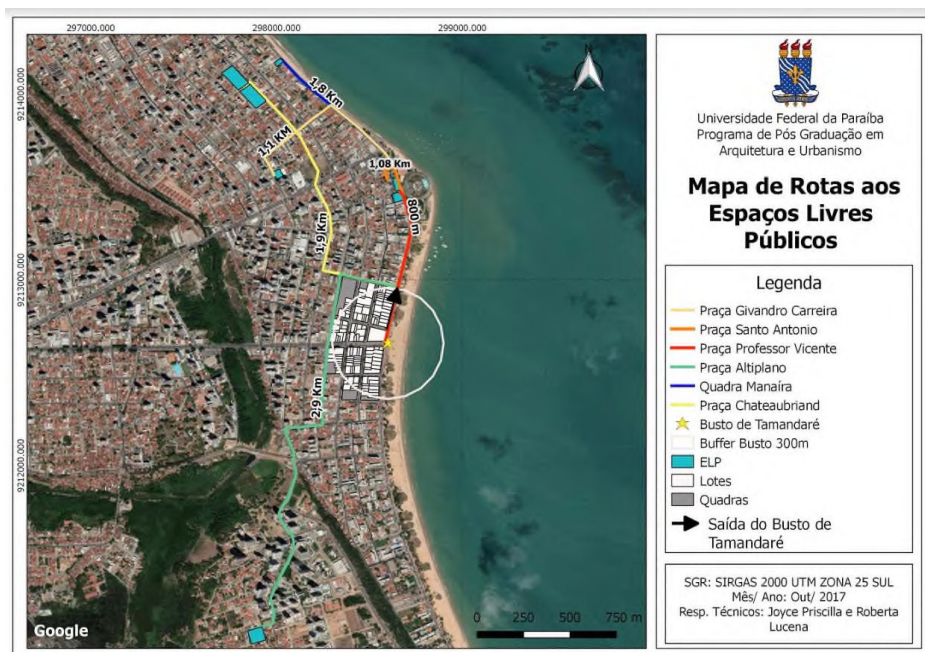 297000.000
298000.000
299000.000
9214000.000
9213000.000
9212000.000
1,8 Km
1,1 KM
1,08 Km
800 m
1,9 Km
2,9 Km
N
Google
0 250 500 750 m
Universidade Federal da Paraíba
Programa de Pós Graduação em
Arquitetura e Urbanismo
Mapa de Rotas aos
Espaços Livres
Públicos
Legenda
Praça Givandro Carreira
Praça Santo Antonio
Praça Professor Vicente
Praça Altiplano
Quadra Manaíra
Praça Chateaubriand
Busto de Tamandaré
Buffer Busto 300m
ELP
Lotes
Quadras
Saída do Busto de
Tamandaré
SGR: SIRGAS 2000 UTM ZONA 25 SUL
Mês/ Ano: Out/ 2017
Resp. Técnicos: Joyce Priscilla e Roberta
Lucena